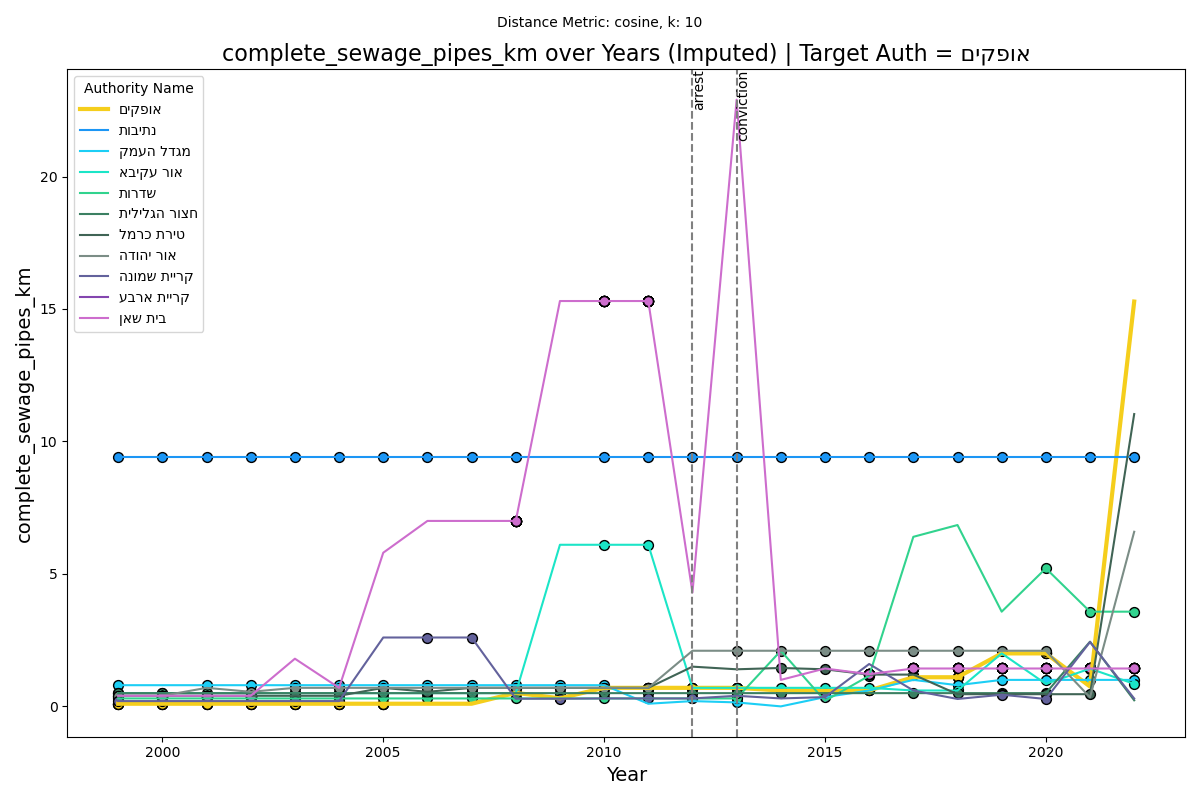 Distance Metric: cosine, k: 10
complete_sewage_pipes_km over Years (Imputed) | Target Auth = אופקים
arrest
conviction
Authority Name
אופקים
נתיבות
מגדל העמק
אור עקיבא
שדרות
חצור הגלילית
טירת כרמל
אור יהודה
קריית שמונה
קריית ארבע
בית שאן
complete_sewage_pipes_km
20
15
10
5
0
2000
2005
2010
2015
2020
Year